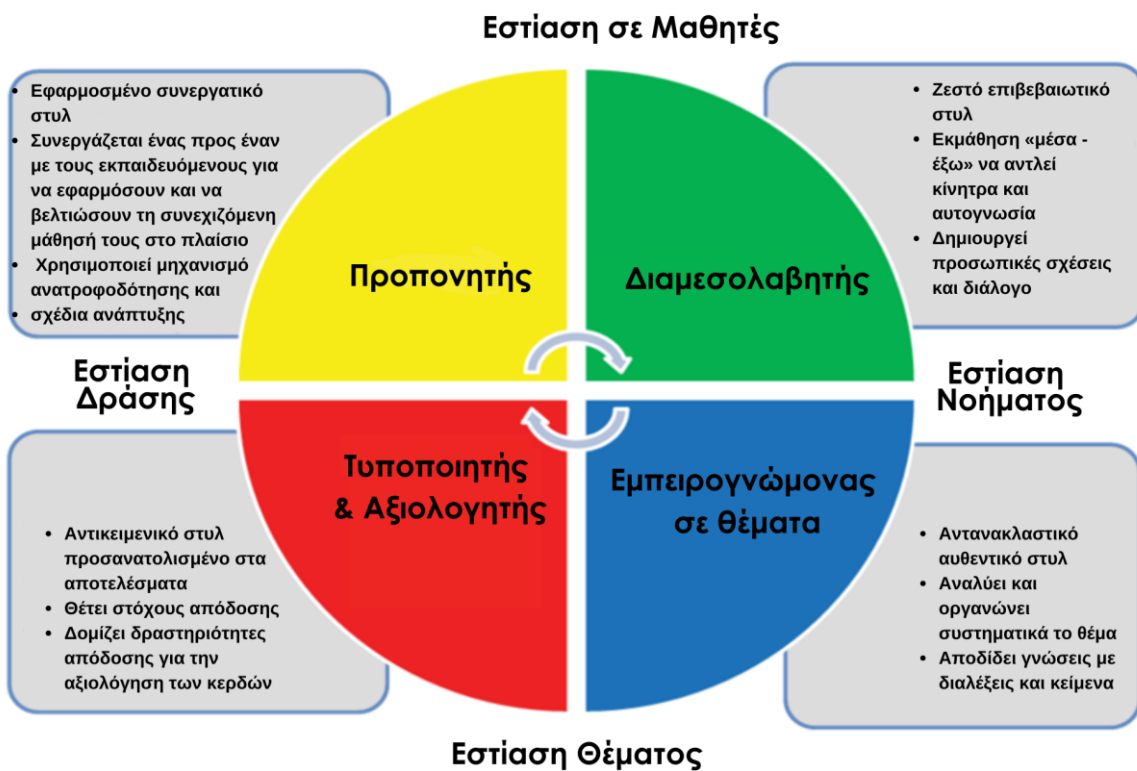 Εστίαση σε Μαθητές
• Εφαρμοσμένο συνεργατικό
στυλ
• Συνεργάζεται ένας προς έναν
με τους εκπαιδευόμενους για
να εφαρμόσουν και να
βελτιώσουν τη συνεχιζόμενη
μάθησή τους στο πλαίσιο
• Χρησιμοποιεί μηχανισμό
ανατροφοδότησης και
• σχέδια ανάπτυξης
• Ζεστό επιβεβαιωτικό
στυλ
• Εκμάθηση «μέσα -
έξω» να αντλεί
κίνητρα και
αυτογνωσία
• Δημιουργεί
προσωπικές σχέσεις
και διάλογο
Προπονητής
Διαμεσολαβητής
Εστίαση
Δράσης
Εστίαση
Νοήματος
Τυποποιητής
& Αξιολογητής
Εμπειρογνώμονας
σε θέματα
• Αντικειμενικό στυλ
προσανατολισμένο στα
αποτελέσματα
• Θέτει στόχους απόδοσης
• Δομίζει δραστηριότητες
απόδοσης για την
αξιολόγηση των κερδών
• Αντανακλαστικό
αυθεντικό στυλ
• Αναλύει και
οργανώνει
συστηματικά το θέμα
• Αποδίδει γνώσεις με
διαλέξεις και κείμενα
Εστίαση Θέματος